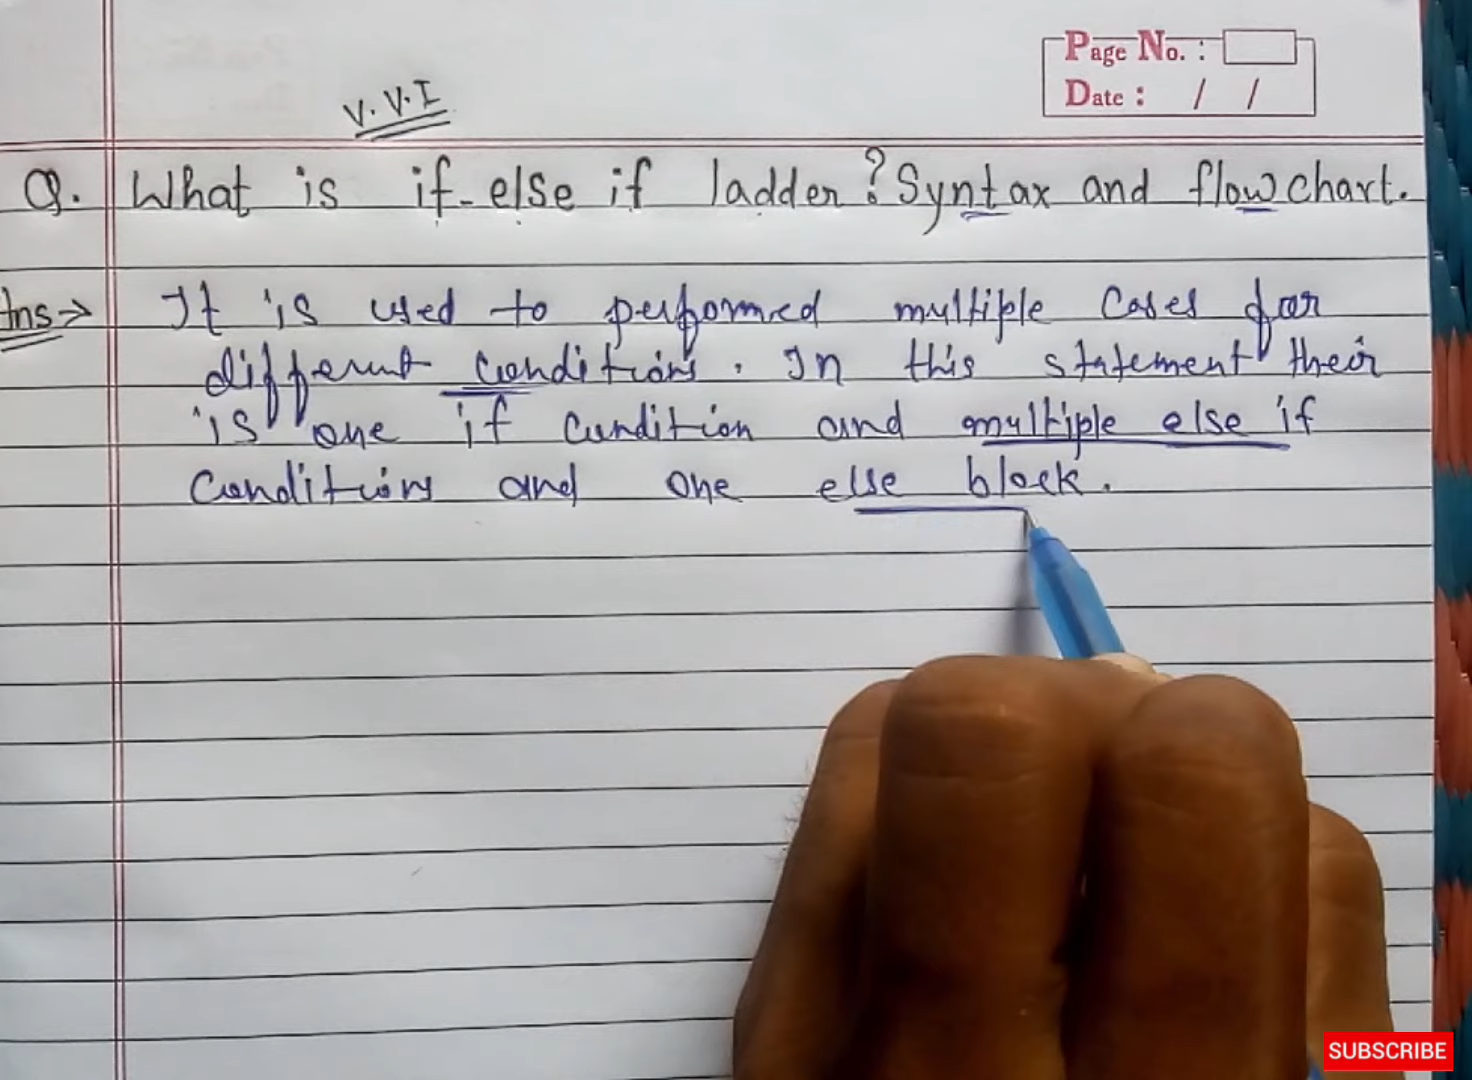 Page No. :
Date : / /
V.V.I
Q. What is if-else if ladder? Syntax and flowchart.
Ans→ It is used to performed multiple cases for
different conditions. In this statement their
is one if condition and multiple else if
conditions and one else block.
SUBSCRIBE